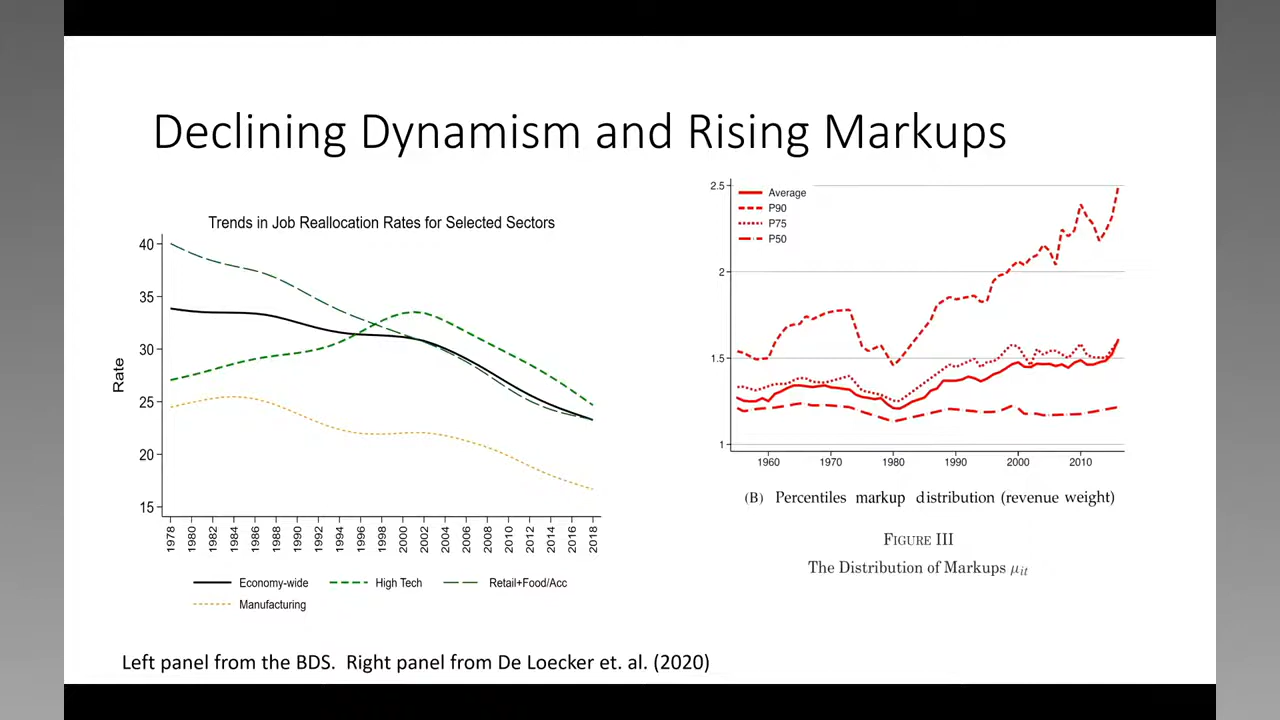 Declining Dynamism and Rising Markups
Trends in Job Reallocation Rates for Selected Sectors
40
35
30
25
20
15
Rate
1978 1980 1982 1984 1986 1988 1990 1992 1994 1996 1998 2000 2002 2004 2006 2008 2010 2012 2014 2016 2018
Economy-wide High Tech Retail+Food/Acc
Manufacturing
2.5
2
1.5
1
Average
P90
P75
P50
1960 1970 1980 1990 2000 2010
(B) Percentiles markup distribution (revenue weight)
FIGURE III
The Distribution of Markups μit
Left panel from the BDS. Right panel from De Loecker et. al. (2020)